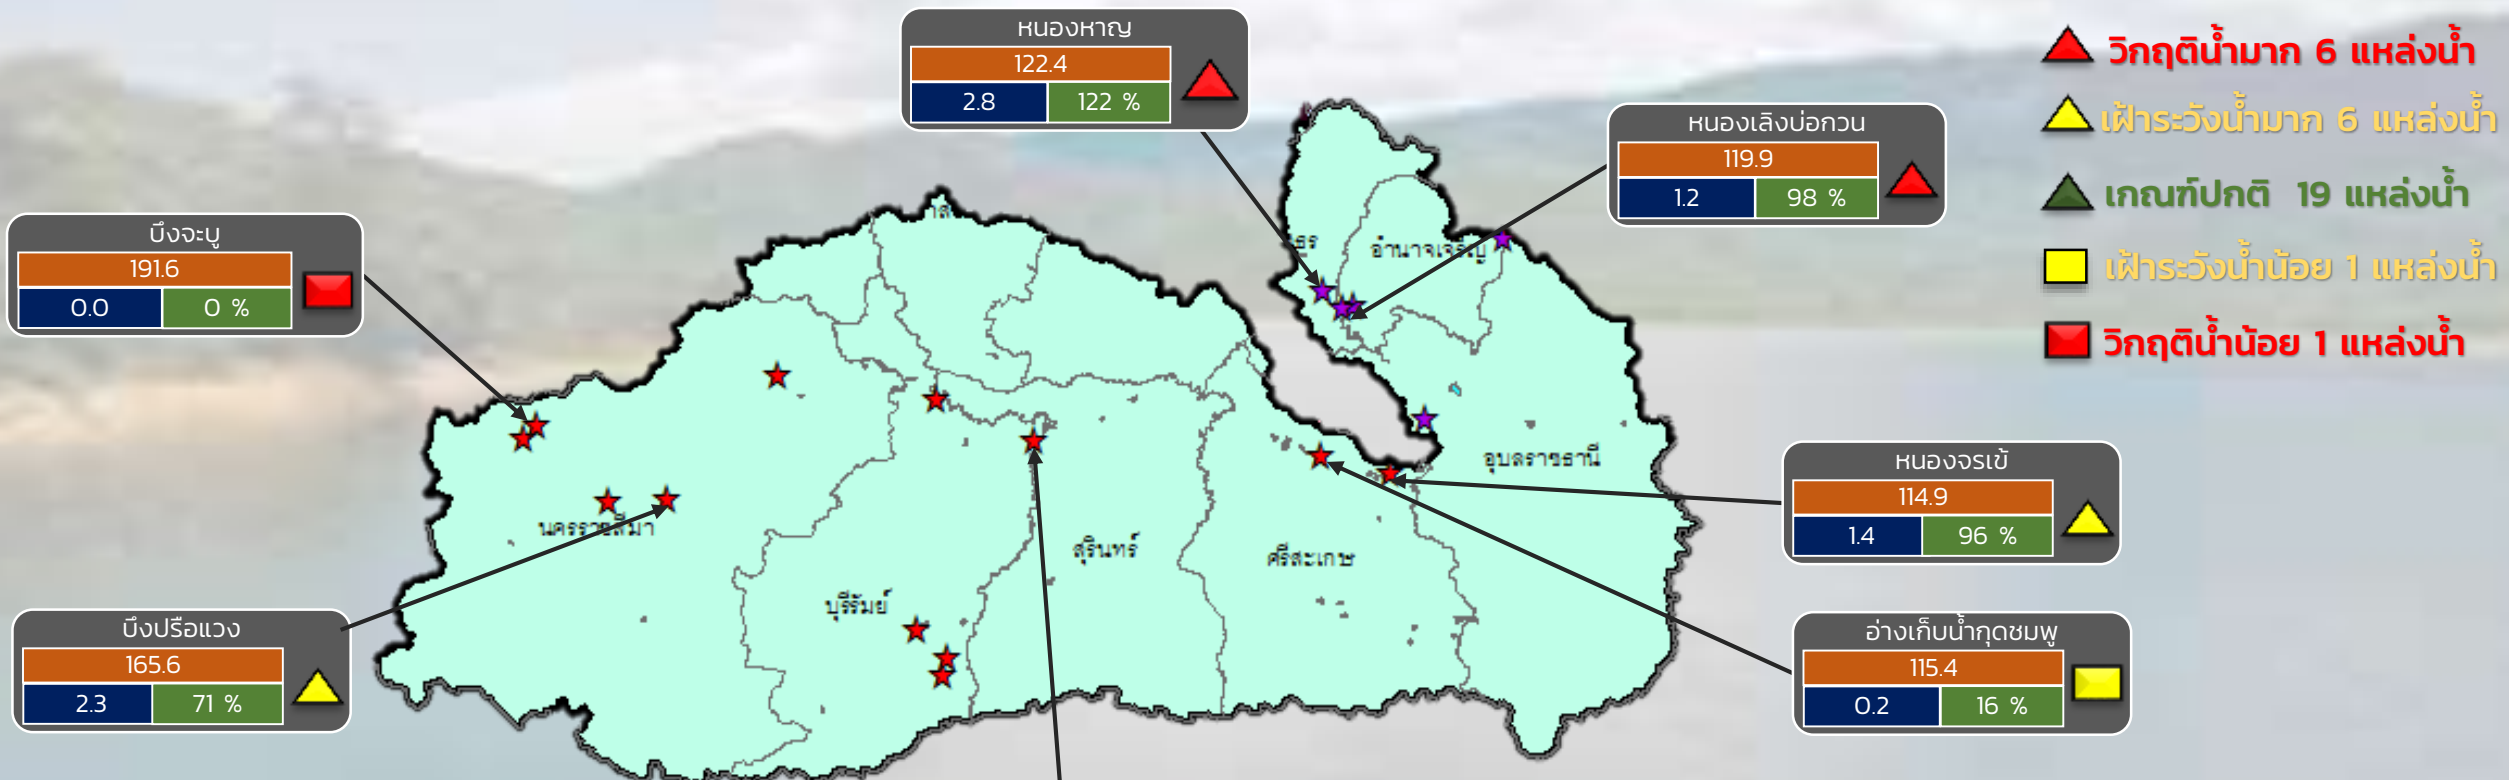 หนองหาญ
122.4
2.8 122 %
วิกฤติน้ำมาก 6 แหล่งน้ำ
เฝ้าระวังน้ำมาก 6 แหล่งน้ำ
เกณฑ์ปกติ 19 แหล่งน้ำ
เฝ้าระวังน้ำน้อย 1 แหล่งน้ำ
วิกฤติน้ำน้อย 1 แหล่งน้ำ
หนองเลิงบ่อกวน
119.9
1.2 98 %
บึงจะบู
191.6
0.0 0 %
อำนาจเจริญ
อุบลราชธานี
หนองจรเข้
114.9
1.4 96 %
นครราชสีมา
สุรินทร์
ศรีสะเกษ
บุรีรัมย์
บึงปรือแวง
165.6
2.3 71 %
อ่างเก็บน้ำกุดชมพู
115.4
0.2 16 %